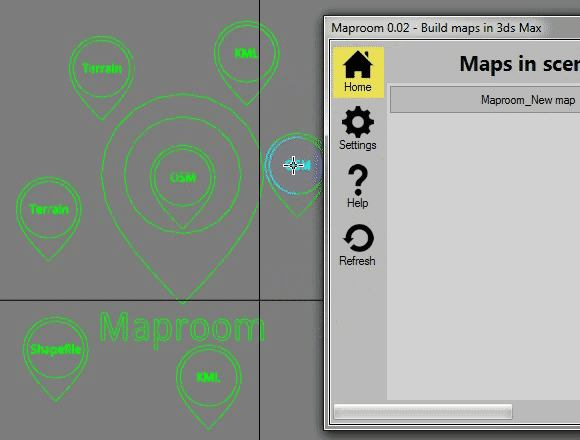 Terrain
KML
OSM
Terrain
Maproom
Shapefile
KML
Maproom 0.02 - Build maps in 3ds Max
Home
Settings
Help
Refresh
Maps in scen
Maproom_New map